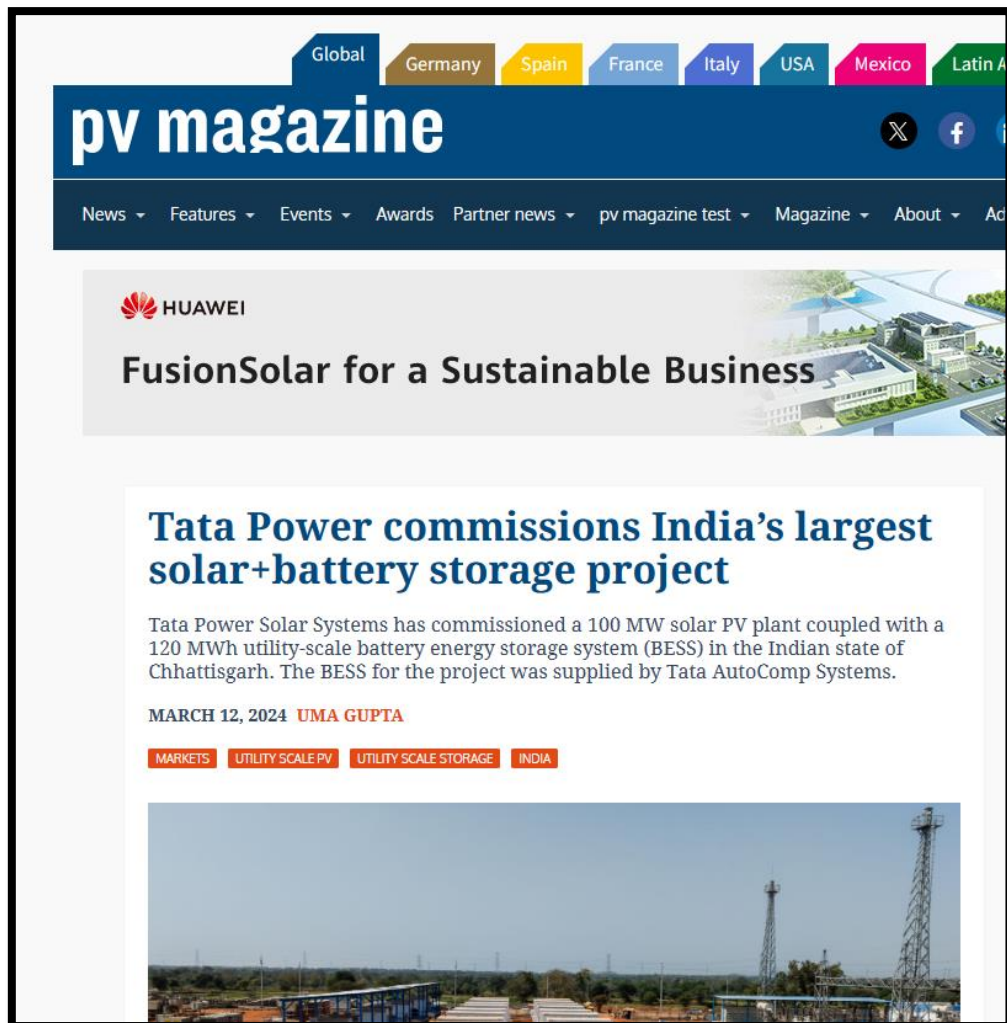 Global
Germany
Spain
France
Italy
USA
Mexico
Latin A
pv magazine
News
Features
Events
Awards
Partner news
pv magazine test
Magazine
About
Ad
HUAWEI
FusionSolar for a Sustainable Business
Tata Power commissions India’s largest
solar+battery storage project
Tata Power Solar Systems has commissioned a 100 MW solar PV plant coupled with a
120 MWh utility-scale battery energy storage system (BESS) in the Indian state of
Chhattisgarh. The BESS for the project was supplied by Tata AutoComp Systems.
MARCH 12, 2024 UMA GUPTA
MARKETS
UTILITY SCALE PV
UTILITY SCALE STORAGE
INDIA